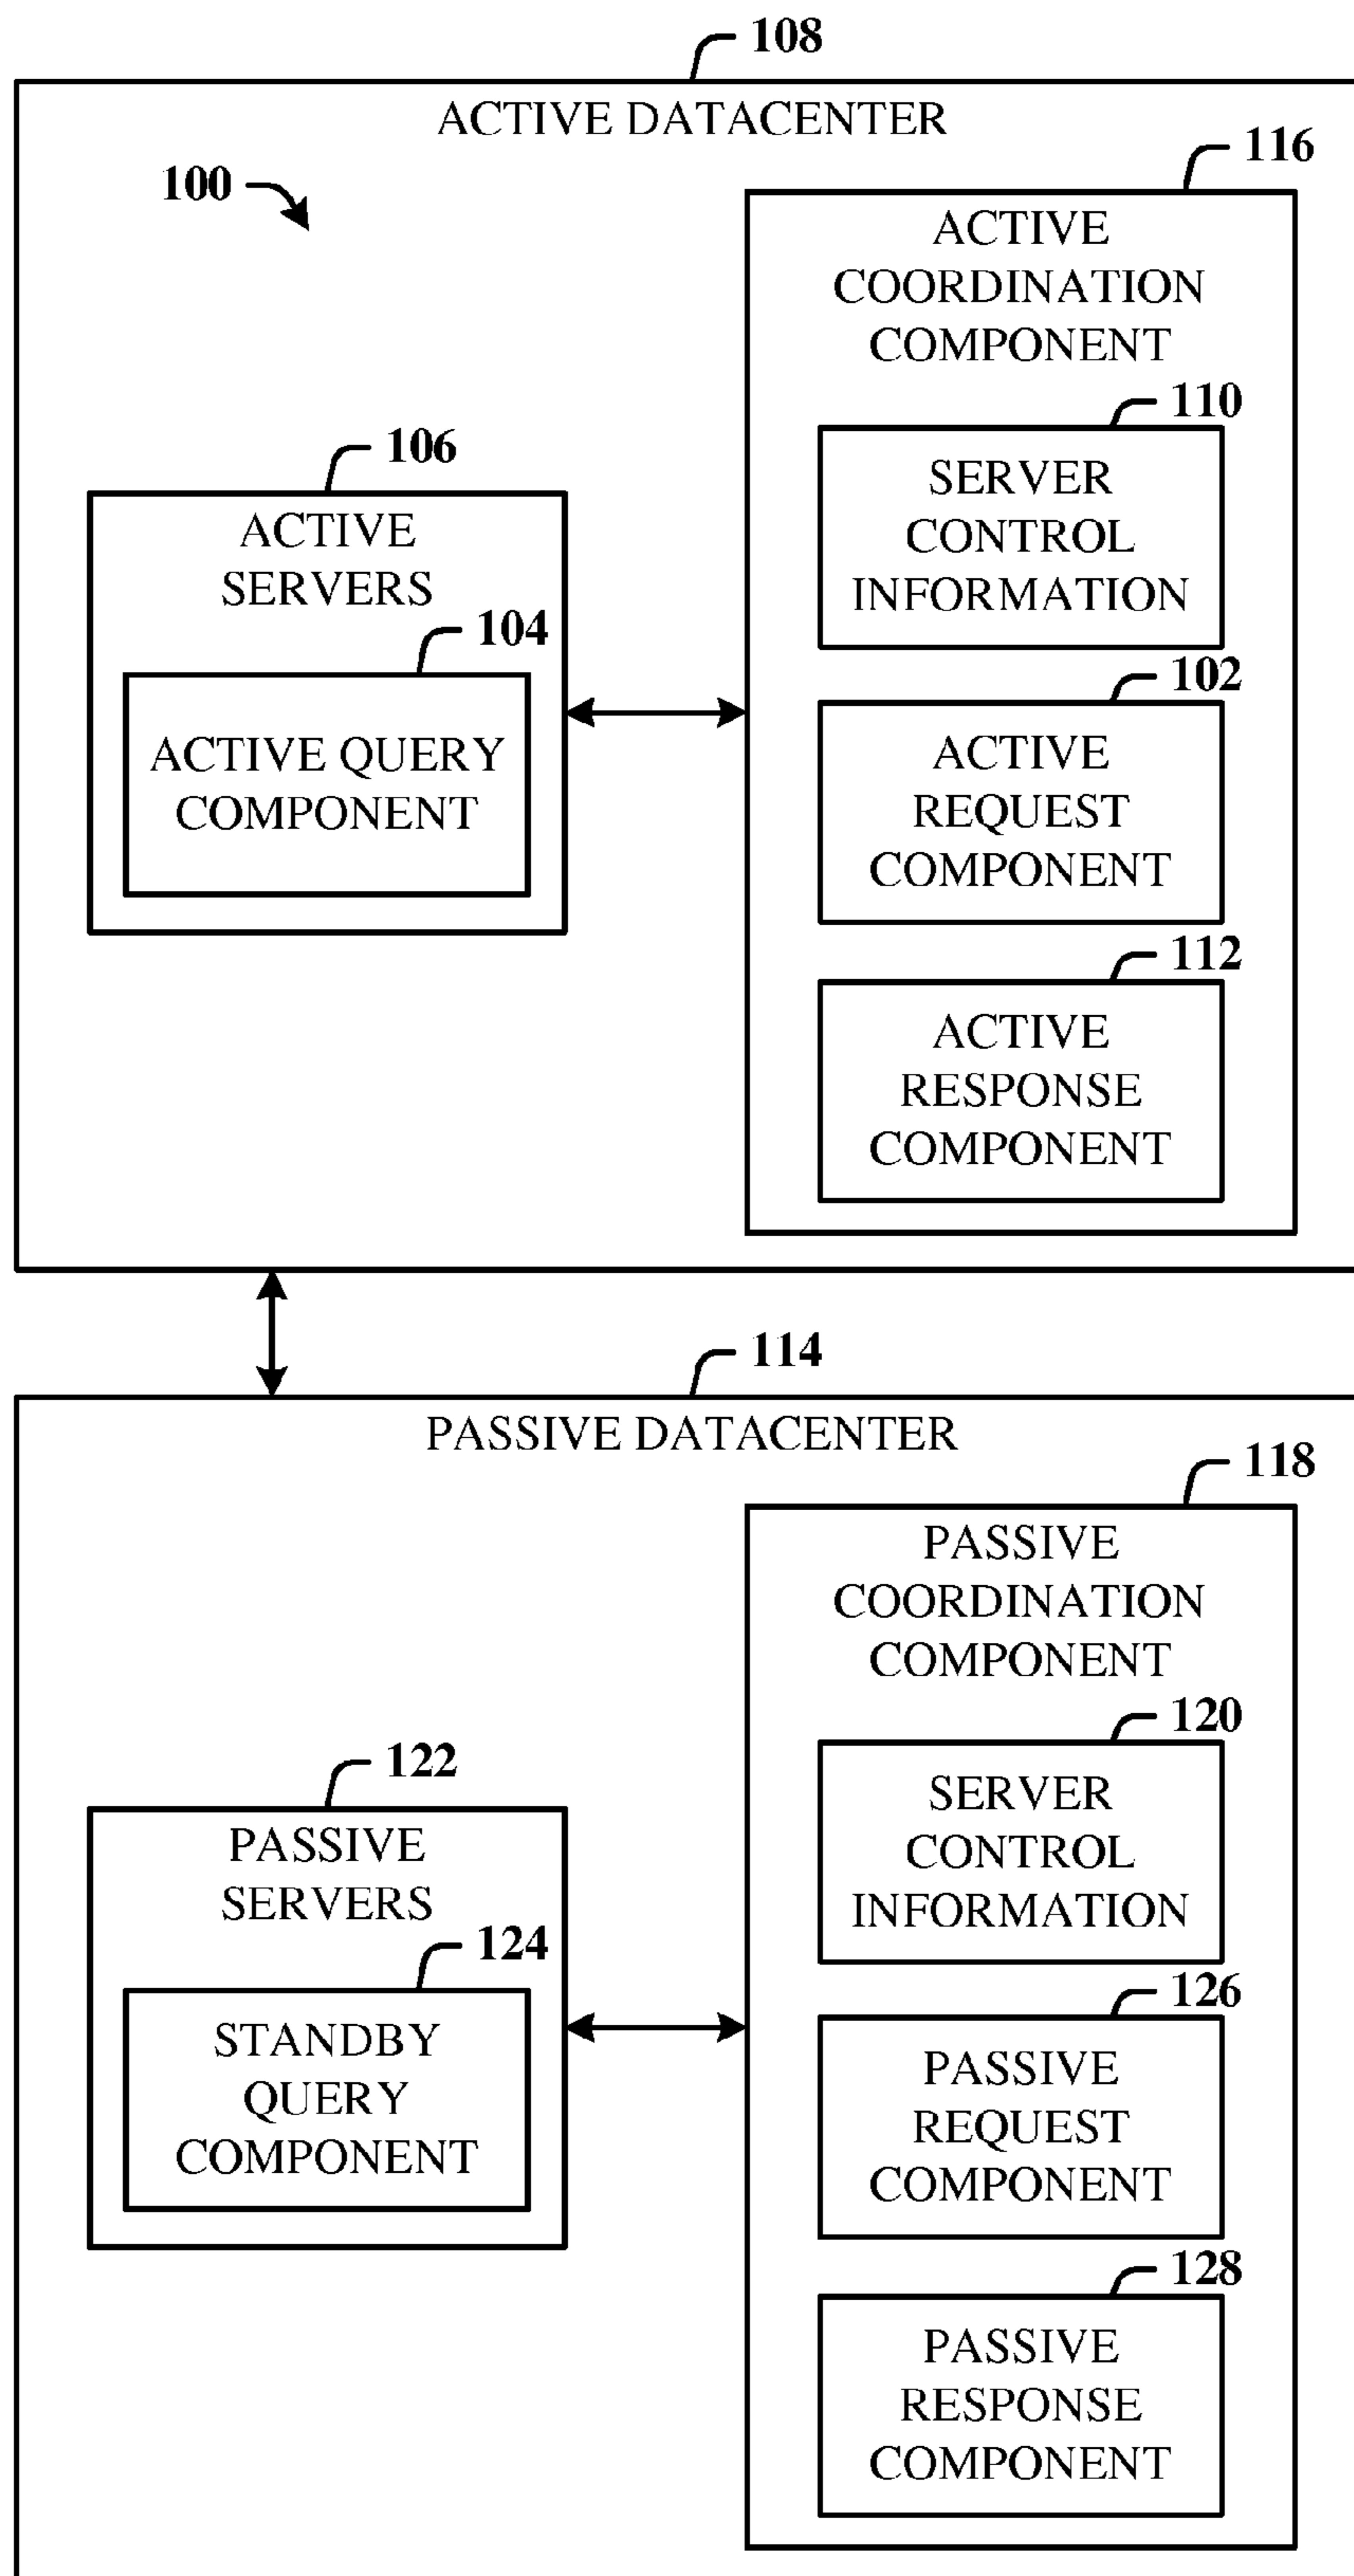 108
ACTIVE DATACENTER
100
116
ACTIVE
COORDINATION
COMPONENT
110
SERVER
CONTROL
INFORMATION
106
ACTIVE
SERVERS
104
ACTIVE QUERY
COMPONENT
102
ACTIVE
REQUEST
COMPONENT
112
ACTIVE
RESPONSE
COMPONENT
114
PASSIVE DATACENTER
118
PASSIVE
COORDINATION
COMPONENT
120
SERVER
CONTROL
INFORMATION
122
PASSIVE
SERVERS
124
STANDBY
QUERY
COMPONENT
126
PASSIVE
REQUEST
COMPONENT
128
PASSIVE
RESPONSE
COMPONENT